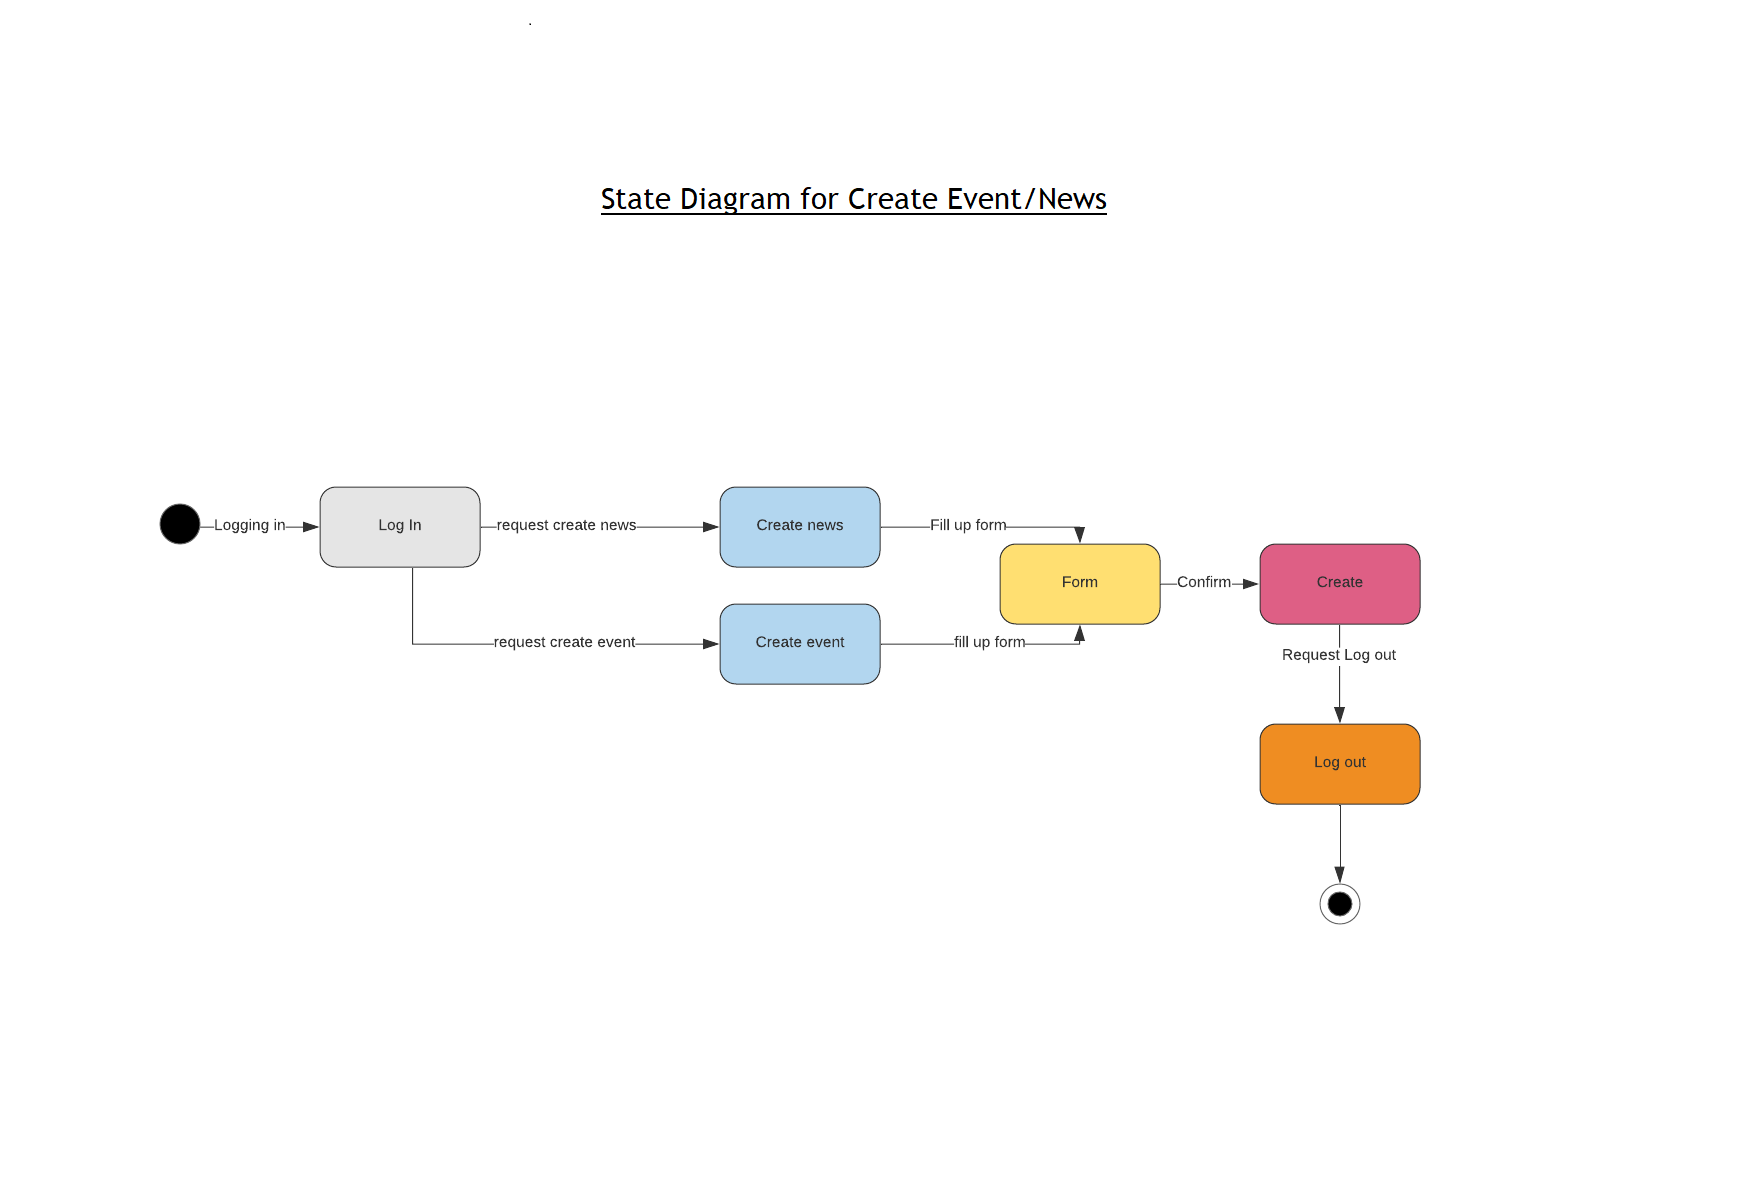 State Diagram for Create Event/News
Logging in
Log In
request create news
Create news
Fill up form
Form
Confirm
Create
request create event
Create event
fill up form
Request Log out
Log out